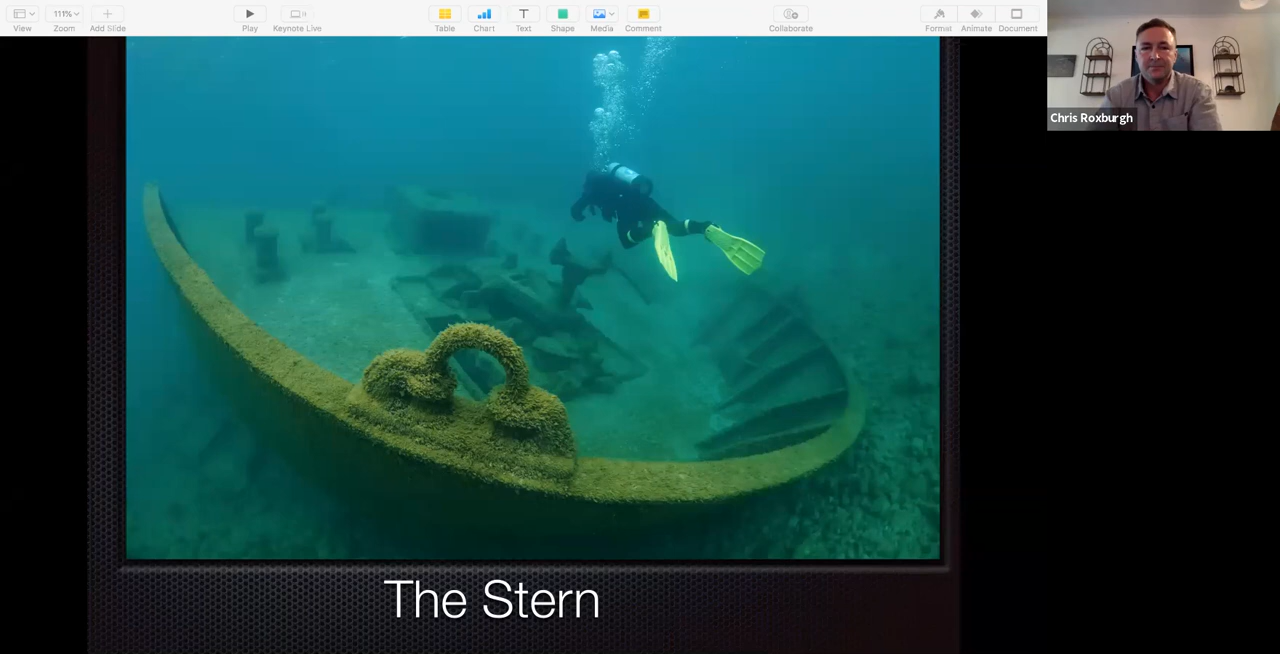 111%
View
Zoom
Add Slide
Play
Keynote Live
Table
Chart
Text
Shape
Media
Comment
Collaborate
Format
Animate
Document
Chris Roxburgh
The Stern